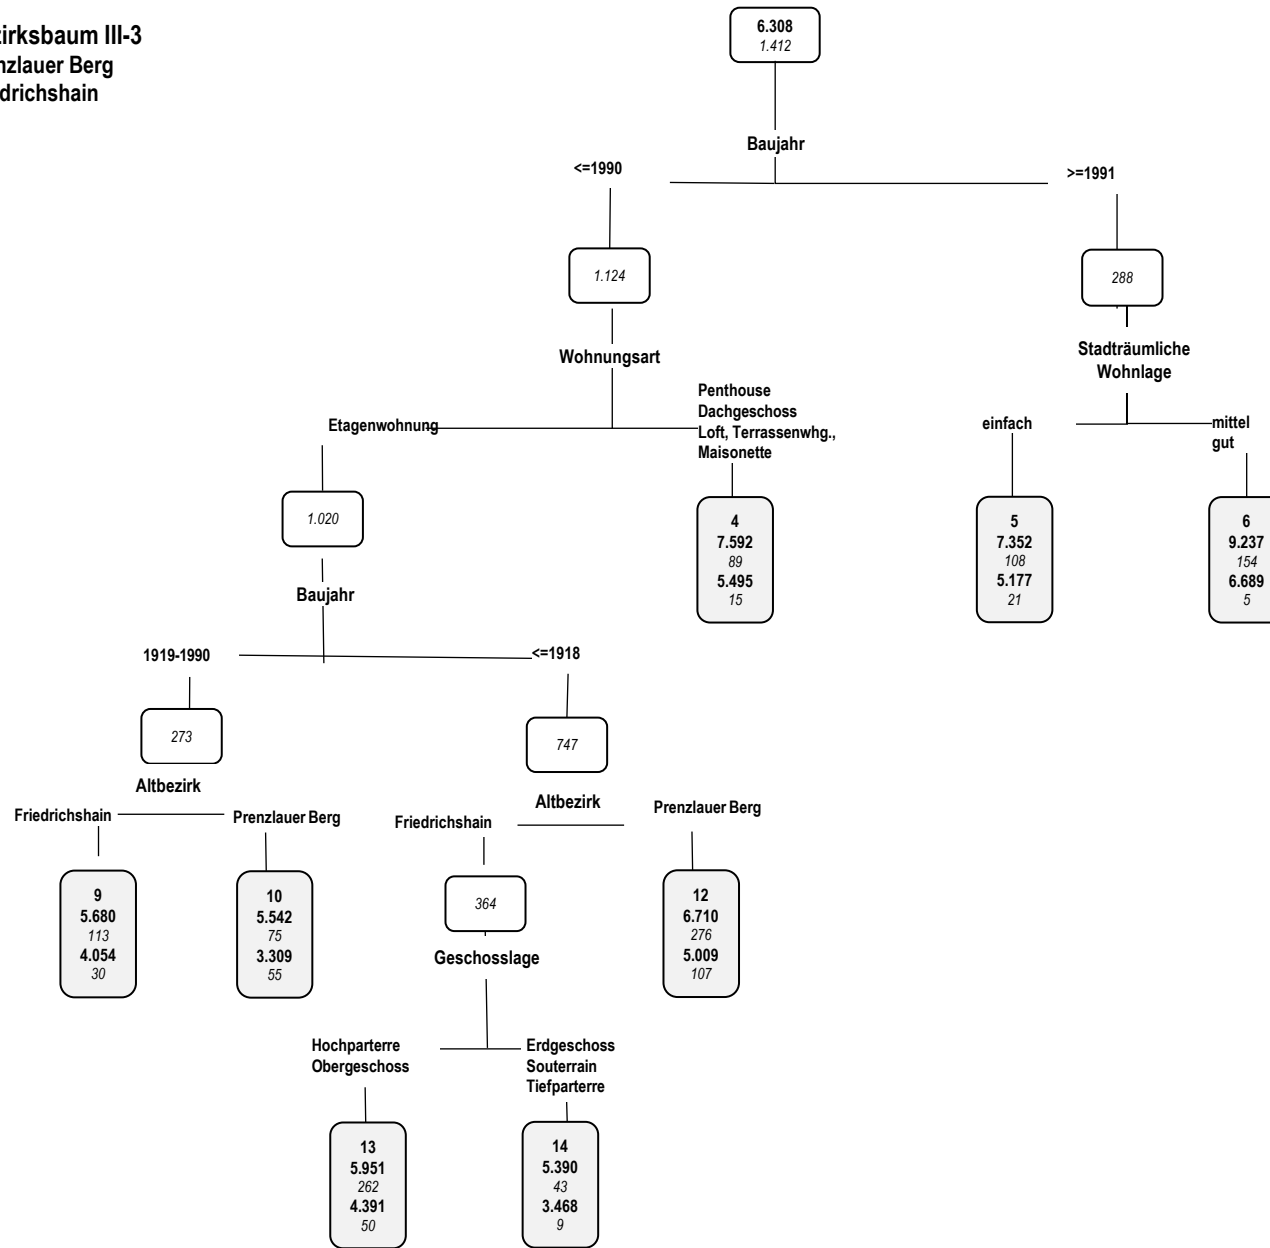 irksbaum III-3
nzlauer Berg
drichshain
6.308
1.412
Baujahr
<=1990
>=1991
1.124
288
Wohnungsart
Stadträumliche
Wohnlage
Etagenwohnung
Penthouse
Dachgeschoss
Loft, Terrassenwhg.,
Maisonette
einfach
mittel
gut
1.020
4
7.592
89
5.495
15
5
7.352
108
5.177
21
6
9.237
154
6.689
5
Baujahr
1919-1990
<=1918
273
747
Altbezirk
Altbezirk
Friedrichshain
Prenzlauer Berg
Friedrichshain
Prenzlauer Berg
9
5.680
113
4.054
30
10
5.542
75
3.309
55
364
12
6.710
276
5.009
107
Geschosslage
Hochparterre
Obergeschoss
Erdgeschoss
Souterrain
Tiefparterre
13
5.951
262
4.391
50
14
5.390
43
3.468
9